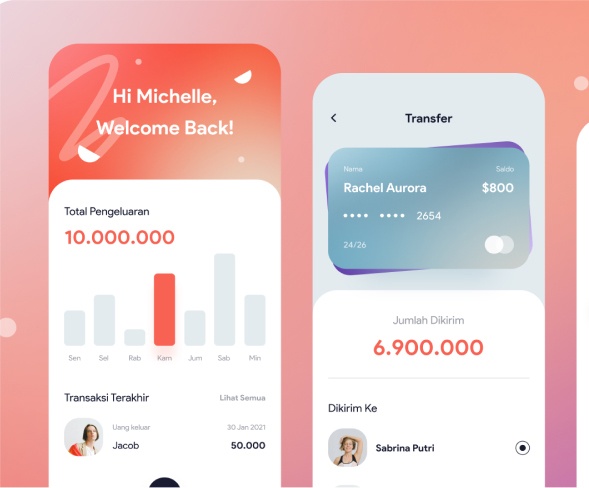 Hi Michelle,
Welcome Back!
Total Pengeluaran
10.000.000
Sen Sel Rab Kam Jum Sab Min
Transaksi Terakhir Lihat Semua
Uang keluar 30 Jan 2021
Jacob 50.000
Transfer
Name Saldo
Rachel Aurora $800
•••• •••• 2654
24/26
Jumlah Dikirim
6.900.000
Dikirim Ke
Sabrina Putri